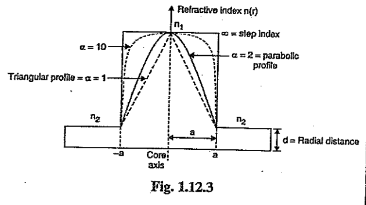 Refractive index n(r)
n1
α = 10
∞ = step index
α = 2 = parabolic
profile
Triangular profile = α = 1
n2
n2
a
d = Radial distance
–a
Core
axis
a
Fig. 1.12.3